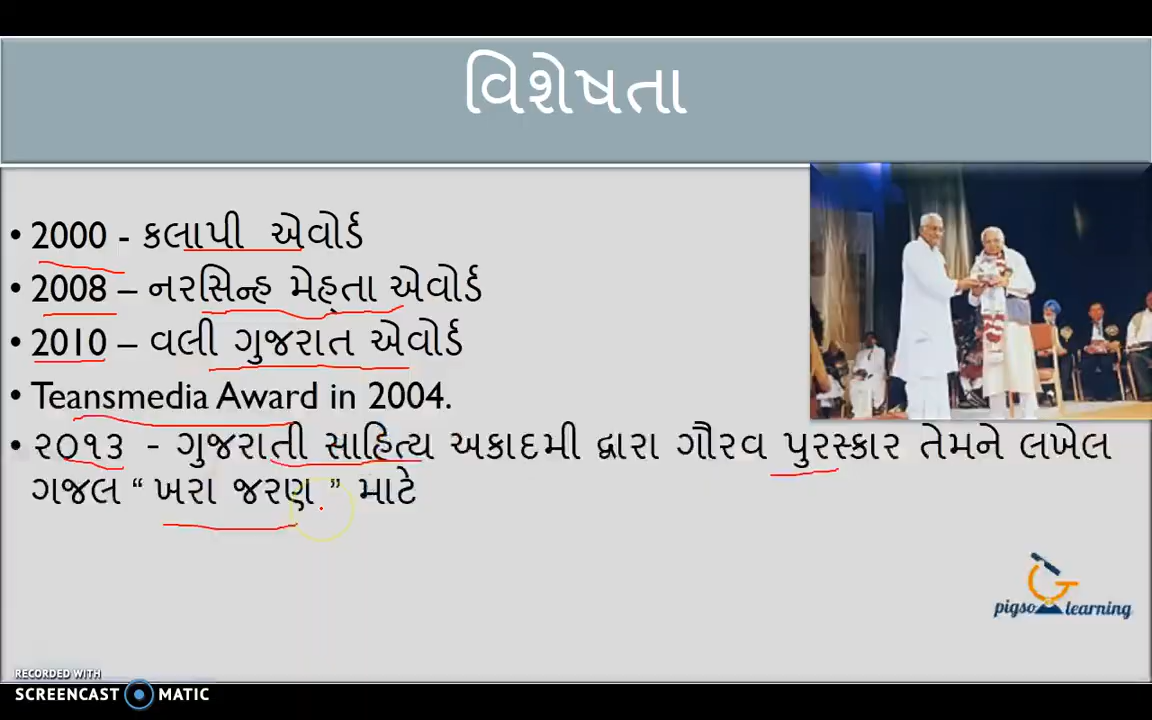 વિશેષતા
• 2000 - કલાપી એવોર્ડ
• 2008 – નરસિન્હ મેહ્તા એવોર્ડ
• 2010 – વલી ગુજરાત એવોર્ડ
• Teansmedia Award in 2004.
• ૨૦૧૩ - ગુજરાતી સાહિત્ય અકાદમી દ્વારા ગૌરવ પુરસ્કાર તેમને લખેલ
ગજલ “ ખરા જરણ ” માટે
pigso learning
RECORDED WITH
SCREENCAST MATIC